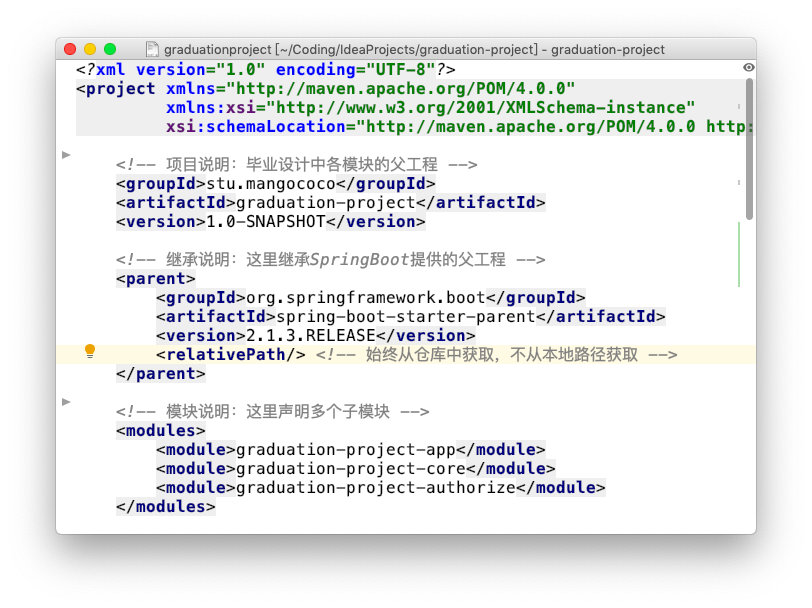 graduationproject [~/Coding/IdeaProjects/graduation-project] - graduation-project
<?xml version="1.0" encoding="UTF-8"?>
<project xmlns="http://maven.apache.org/POM/4.0.0"
xmlns:xsi="http://www.w3.org/2001/XMLSchema-instance"
xsi:schemaLocation="http://maven.apache.org/POM/4.0.0 http:
<!-- 项目说明：毕业设计中各模块的父工程 -->
<groupId>stu.mangococo</groupId>
<artifactId>graduation-project</artifactId>
<version>1.0-SNAPSHOT</version>
<!-- 继承说明：这里继承SpringBoot提供的父工程 -->
<parent>
<groupId>org.springframework.boot</groupId>
<artifactId>spring-boot-starter-parent</artifactId>
<version>2.1.3.RELEASE</version>
<relativePath/> <!-- 始终从仓库中获取，不从本地路径获取 -->
</parent>
<!-- 模块说明：这里声明多个子模块 -->
<modules>
<module>graduation-project-app</module>
<module>graduation-project-core</module>
<module>graduation-project-authorize</module>
</modules>